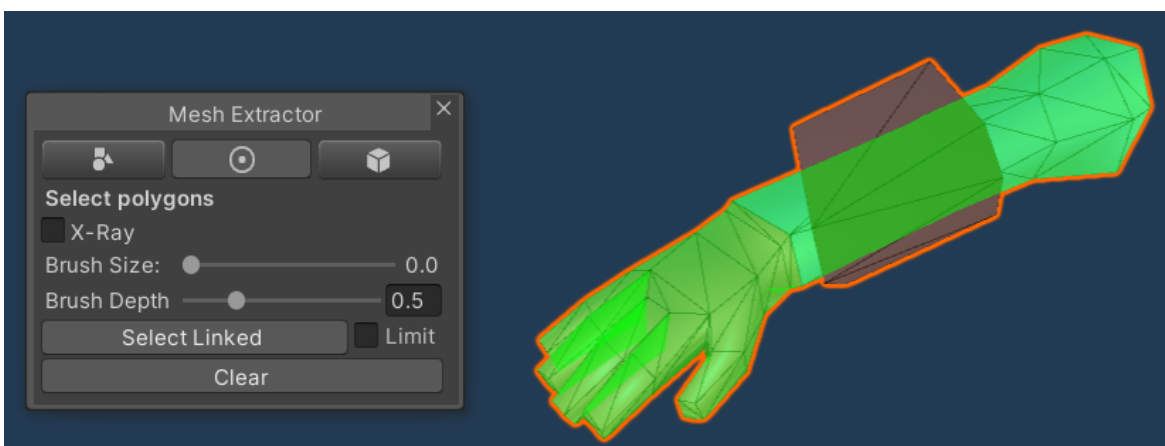 Mesh Extractor
Select polygons
X-Ray
Brush Size: 0.0
Brush Depth 0.5
Select Linked Limit
Clear